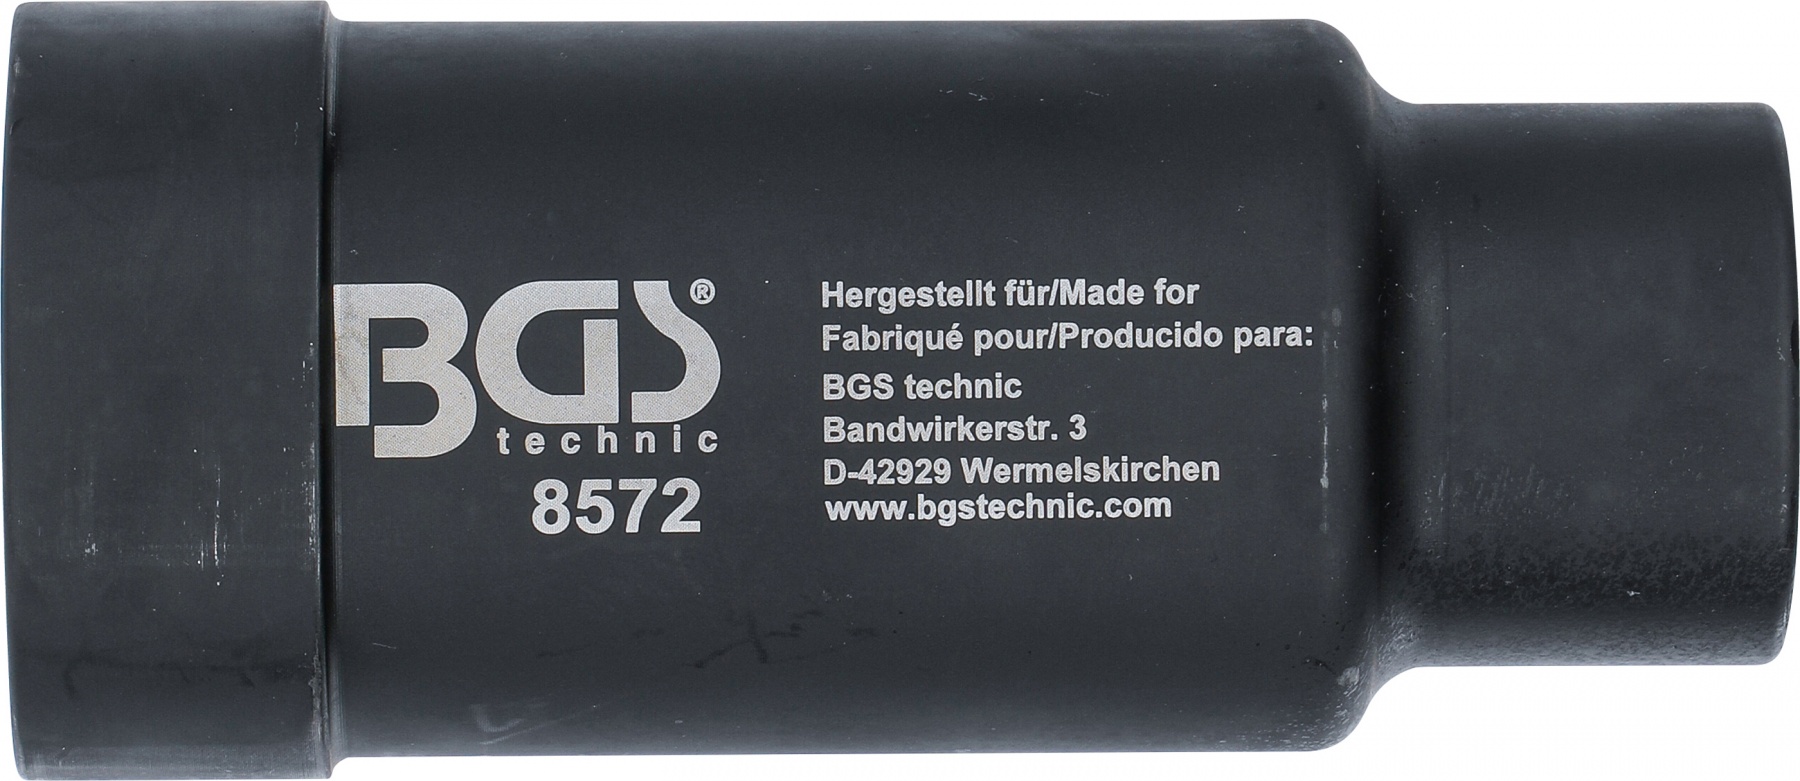 BGS®
technic
8572
Hergestellt für/Made for
Fabriqué pour/Producido para:
BGS technic
Bandwirkerstr. 3
D-42929 Wermelskirchen
www.bgstechnic.com